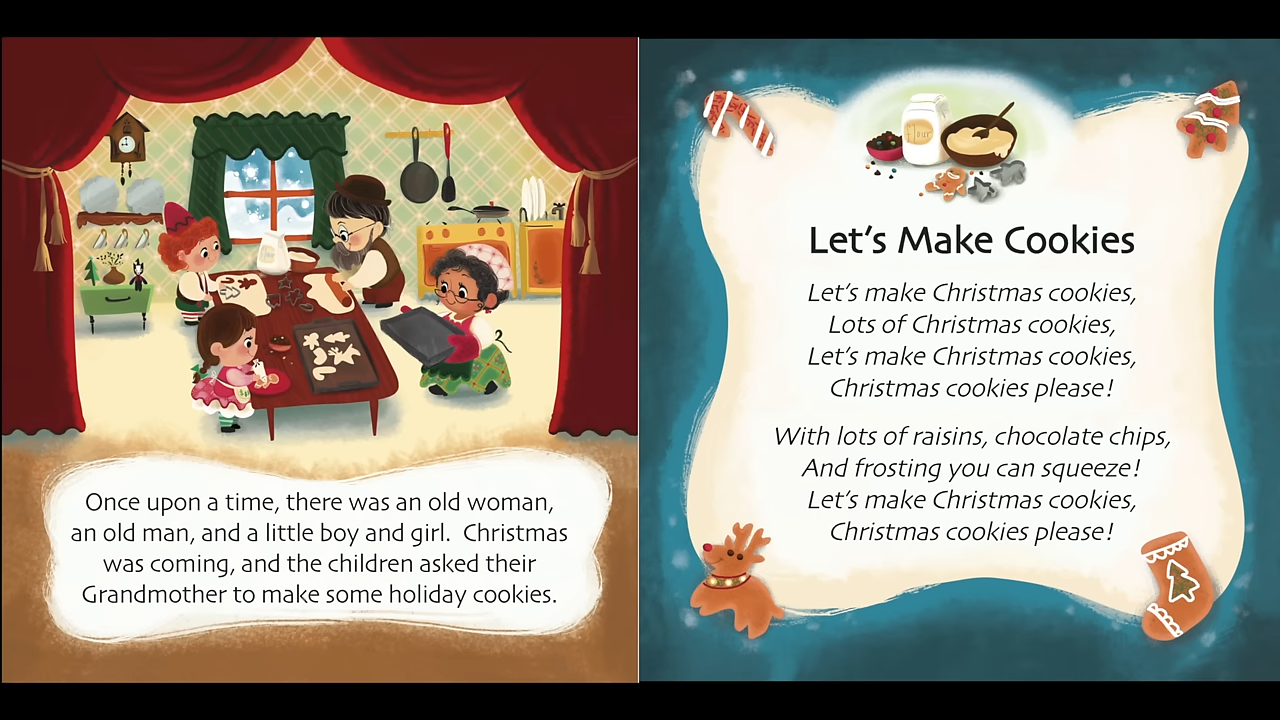 Once upon a time, there was an old woman,
an old man, and a little boy and girl.  Christmas
was coming, and the children asked their
Grandmother to make some holiday cookies.
flour
Let's Make Cookies
Let's make Christmas cookies,
Lots of Christmas cookies,
Let's make Christmas cookies,
Christmas cookies please!
With lots of raisins, chocolate chips,
And frosting you can squeeze!
Let's make Christmas cookies,
Christmas cookies please!